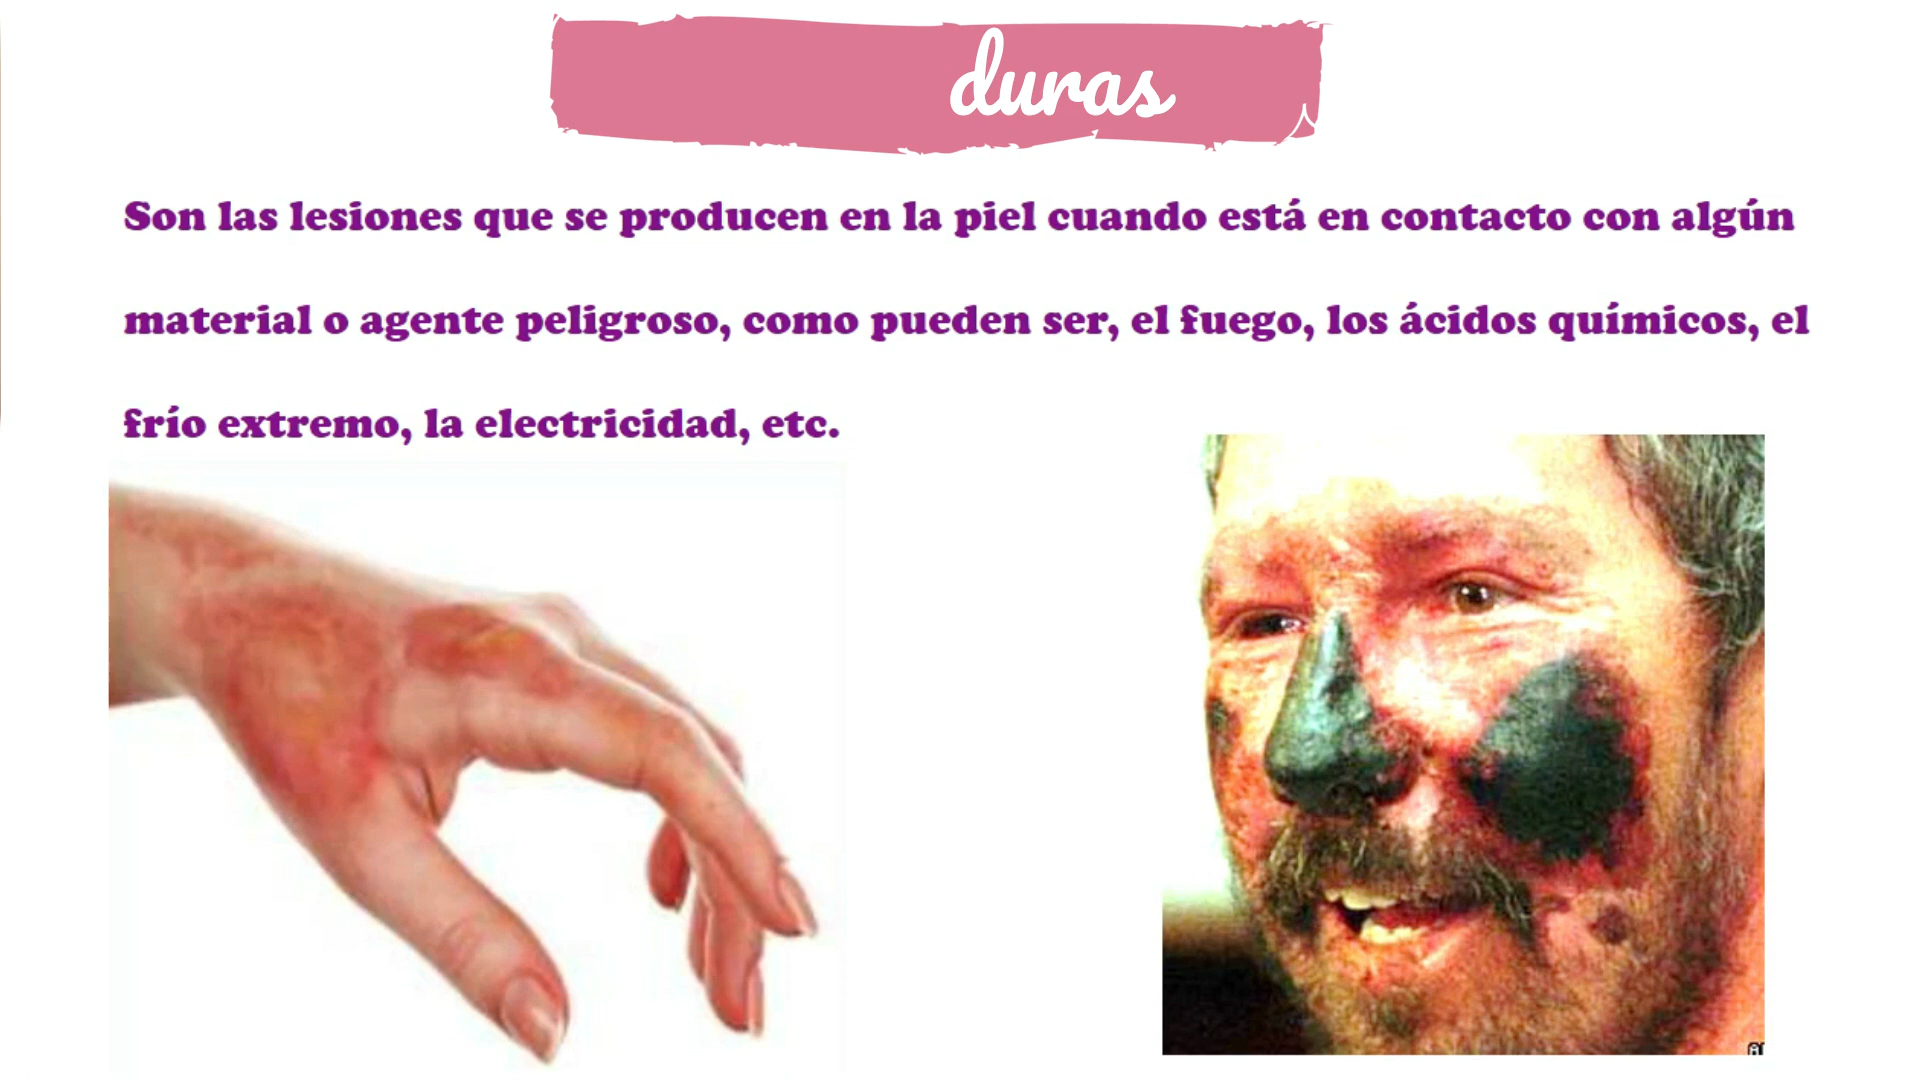 duras
Son las lesiones que se producen en la piel cuando está en contacto con algún
material o agente peligroso, como pueden ser, el fuego, los ácidos químicos, el
frío extremo, la electricidad, etc.